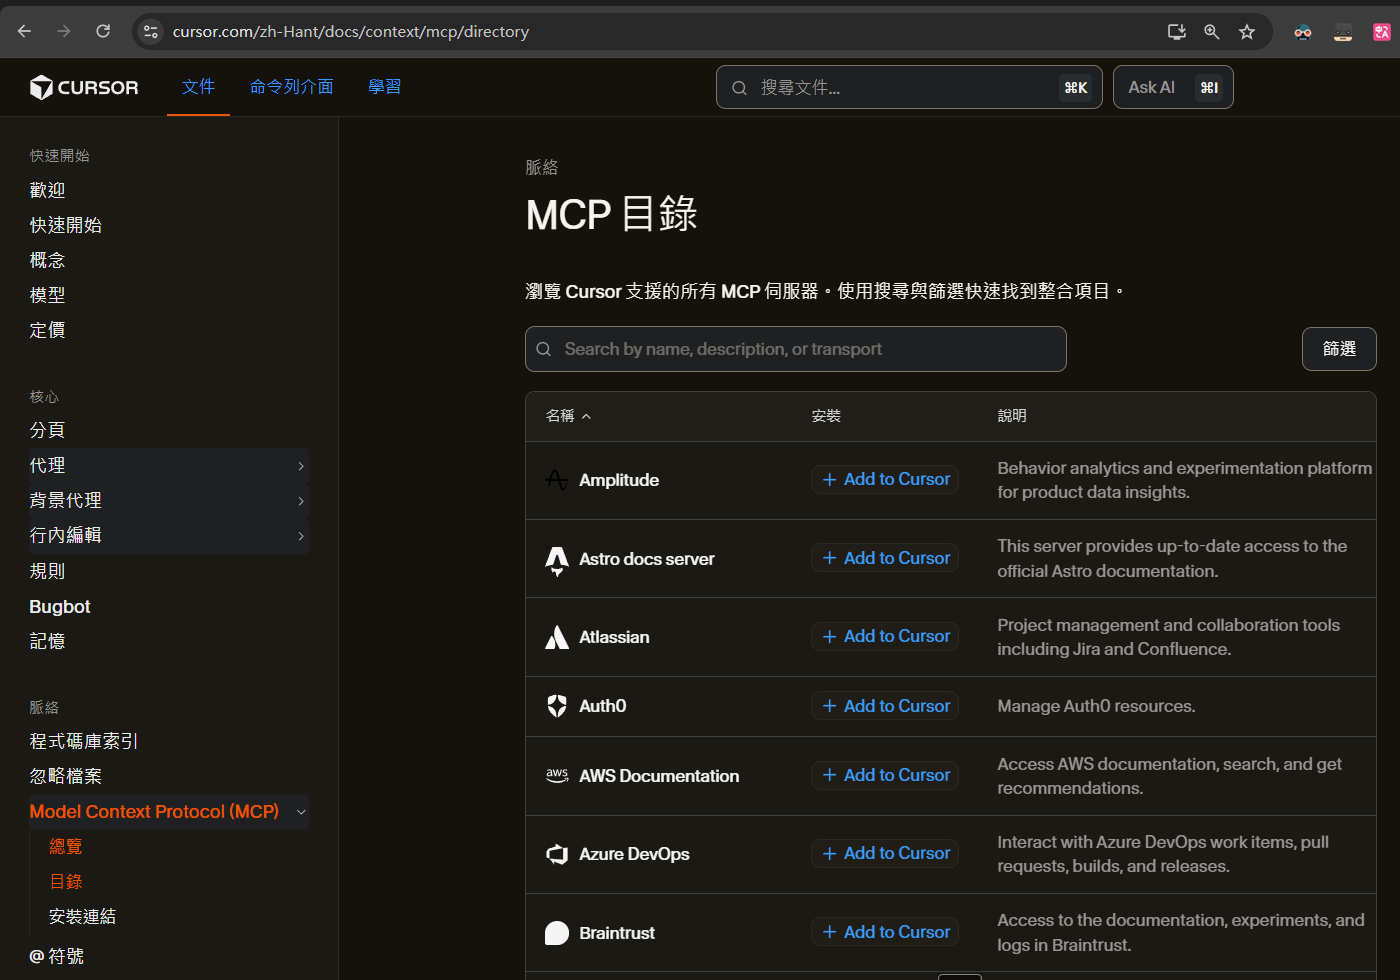 cursor.com/zh-Hant/docs/context/mcp/directory
CURSOR
文件
命令列介面
學習
搜尋文件...
⌘K
Ask AI
⌘I
快速開始
歡迎
快速開始
概念
模型
定價
核心
分頁
代理
背景代理
行內編輯
規則
Bugbot
記憶
脈絡
程式碼庫索引
忽略檔案
Model Context Protocol (MCP)
總覽
目錄
安裝連結
@ 符號
脈絡
MCP 目錄
瀏覽 Cursor 支援的所有 MCP 伺服器。使用搜尋與篩選快速找到整合項目。
Search by name, description, or transport
篩選
名稱
安裝
說明
Amplitude
+ Add to Cursor
Behavior analytics and experimentation platform
for product data insights.
Astro docs server
+ Add to Cursor
This server provides up-to-date access to the
official Astro documentation.
Atlassian
+ Add to Cursor
Project management and collaboration tools
including Jira and Confluence.
Auth0
+ Add to Cursor
Manage Auth0 resources.
aws
AWS Documentation
+ Add to Cursor
Access AWS documentation, search, and get
recommendations.
Azure DevOps
+ Add to Cursor
Interact with Azure DevOps work items, pull
requests, builds, and releases.
Braintrust
+ Add to Cursor
Access to the documentation, experiments, and
logs in Braintrust.